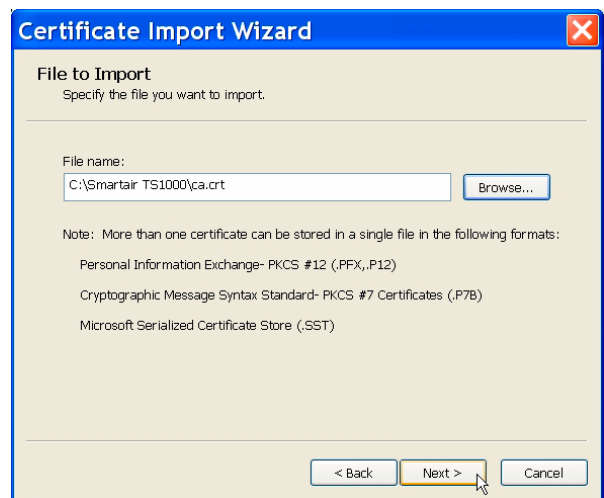 Certificate Import Wizard
File to Import
Specify the file you want to import.
File name:
C:\Smartair TS1000\ca.crt
Browse...
Note: More than one certificate can be stored in a single file in the following formats:
Personal Information Exchange- PKCS #12 (.PFX,.P12)
Cryptographic Message Syntax Standard- PKCS #7 Certificates (.P7B)
Microsoft Serialized Certificate Store (.SST)
< Back
Next >
Cancel